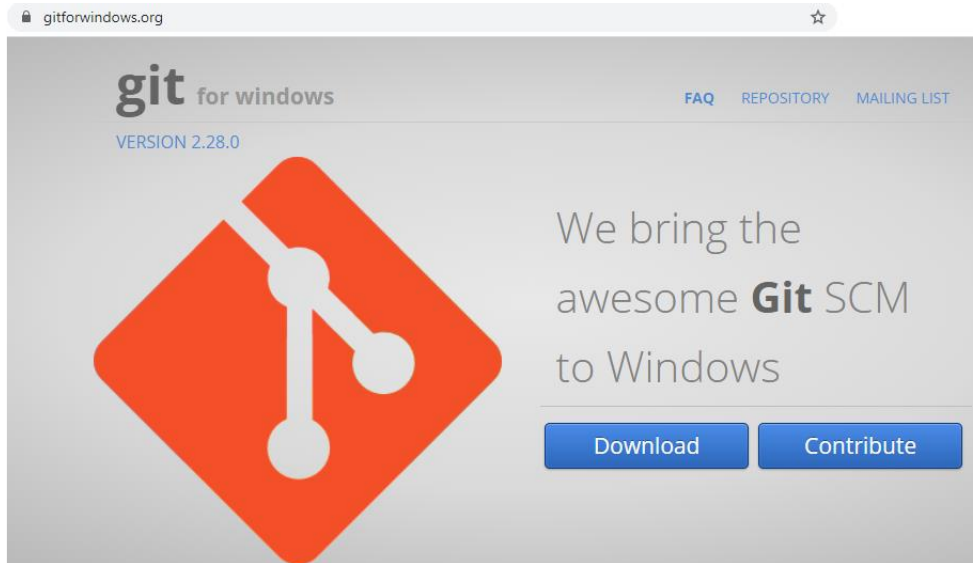 gitforwindows.org
git for windows
FAQ REPOSITORY MAILING LIST
VERSION 2.28.0
We bring the
awesome Git SCM
to Windows
Download Contribute